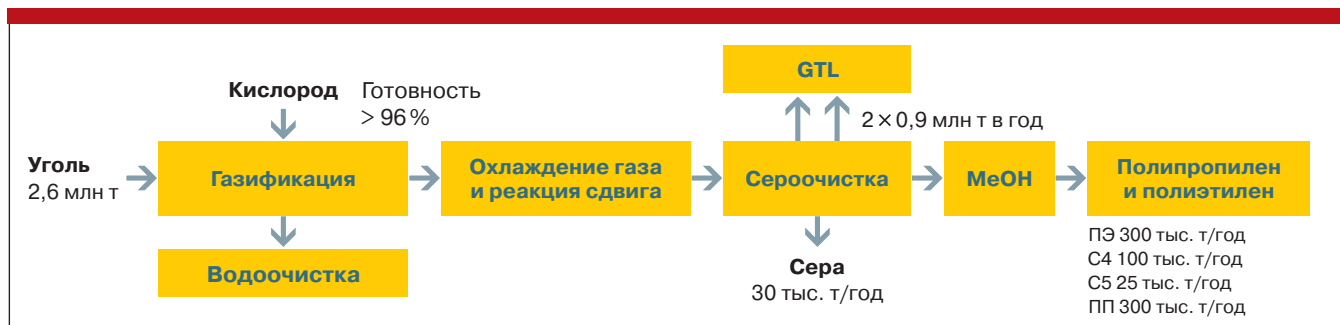 GTL
Кислород
Готовность
> 96 %
2 × 0,9 млн т в год
Уголь
2,6 млн т
Газификация
Охлаждение газа
и реакция сдвига
Сероочистка
MeOH
Полипропилен
и полиэтилен
Водоочистка
Сера
30 тыс. т/год
ПЭ 300 тыс. т/год
С4 100 тыс. т/год
С5 25 тыс. т/год
ПП 300 тыс. т/год